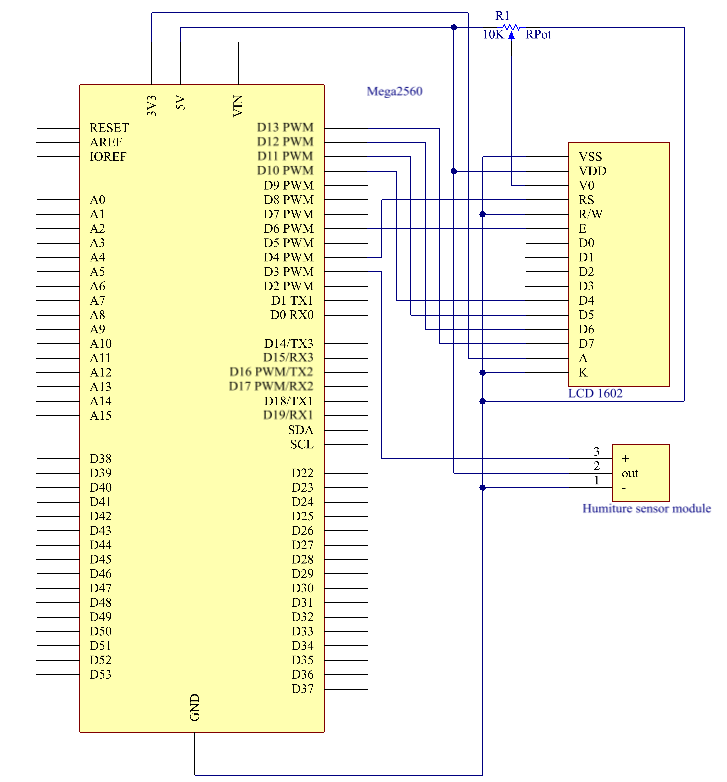 R1
10K RPot
Mega2560
3V3 5V VIN
RESET
AREF
IOREF
A0
A1
A2
A3
A4
A5
A6
A7
A8
A9
A10
A11
A12
A13
A14
A15
D38
D39
D40
D41
D42
D43
D44
D45
D46
D47
D48
D49
D50
D51
D52
D53
D13 PWM
D12 PWM
D11 PWM
D10 PWM
D9 PWM
D8 PWM
D7 PWM
D6 PWM
D5 PWM
D4 PWM
D3 PWM
D2 PWM
D1 TX1
D0 RX0
D14/TX3
D15/RX3
D16 PWM/TX2
D17 PWM/RX2
D18/TX1
D19/RX1
SDA
SCL
D22
D23
D24
D25
D26
D27
D28
D29
D30
D31
D32
D33
D34
D35
D36
D37
GND
VSS
VDD
V0
RS
R/W
E
D0
D1
D2
D3
D4
D5
D6
D7
A
K
LCD 1602
3 +
2 out
1 -
Humiture sensor module